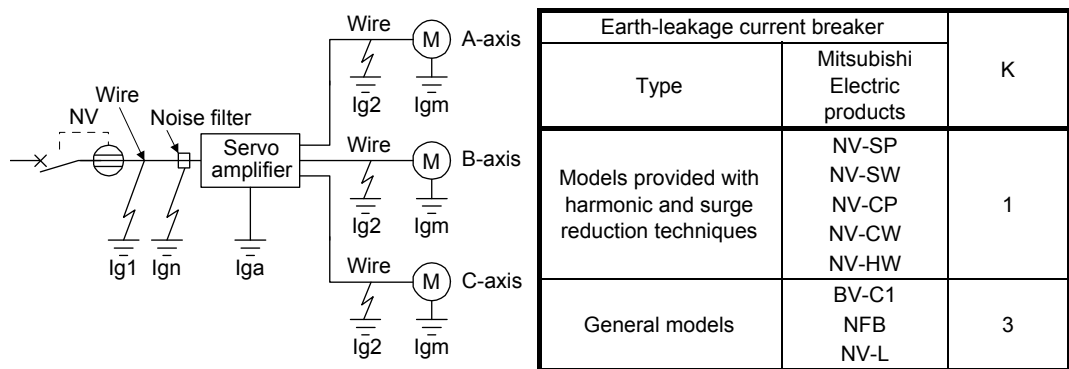 Wire
M A-axis
Ig2 Igm
Wire
NV Noise filter
Servo
amplifier
Wire
M B-axis
Ig2 Igm
Ig1 Ign Iga
Wire
M C-axis
Ig2 Igm
Earth-leakage current breaker
K
Type
Mitsubishi
Electric
products
Models provided with
harmonic and surge
reduction techniques
NV-SP
NV-SW
NV-CP
NV-CW
NV-HW
1
General models
BV-C1
NFB
NV-L
3